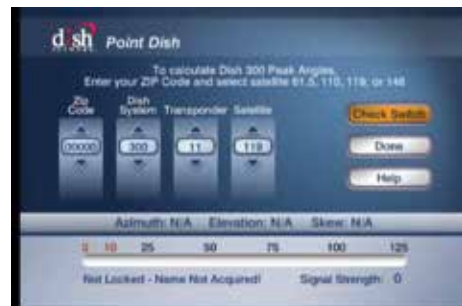 dish
NETWORK
Point Dish
To calculate Dish 300 Peak Angles,
Enter your ZIP Code and select satellite 61.5, 110, 119, or 148
Zip Code Dish System Transponder Satellite
00000 300 11 119
Check Switch
Done
Help
Azimuth: N/A Elevation: N/A Skew: N/A
0 10 25 50 75 100 125
Not Locked - Name Not Acquired! Signal Strength: 0